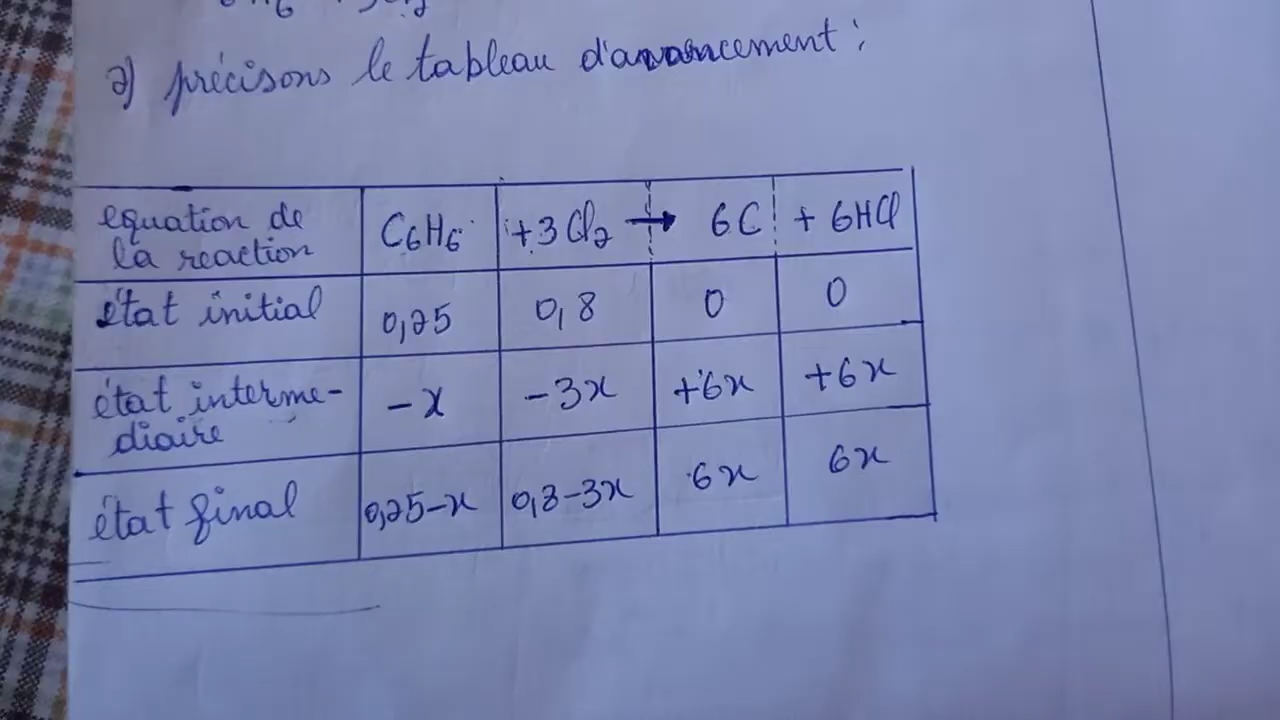 2) précisons le tableau d'avancement :
equation de la reaction | C6H6 | + 3 Cl2 → | 6C | + 6HCl
état initial | 0,25 | 0,8 | 0 | 0
état interme-diaire | -x | -3x | +6x | +6x
état final | 0,25-x | 0,8-3x | 6x | 6x